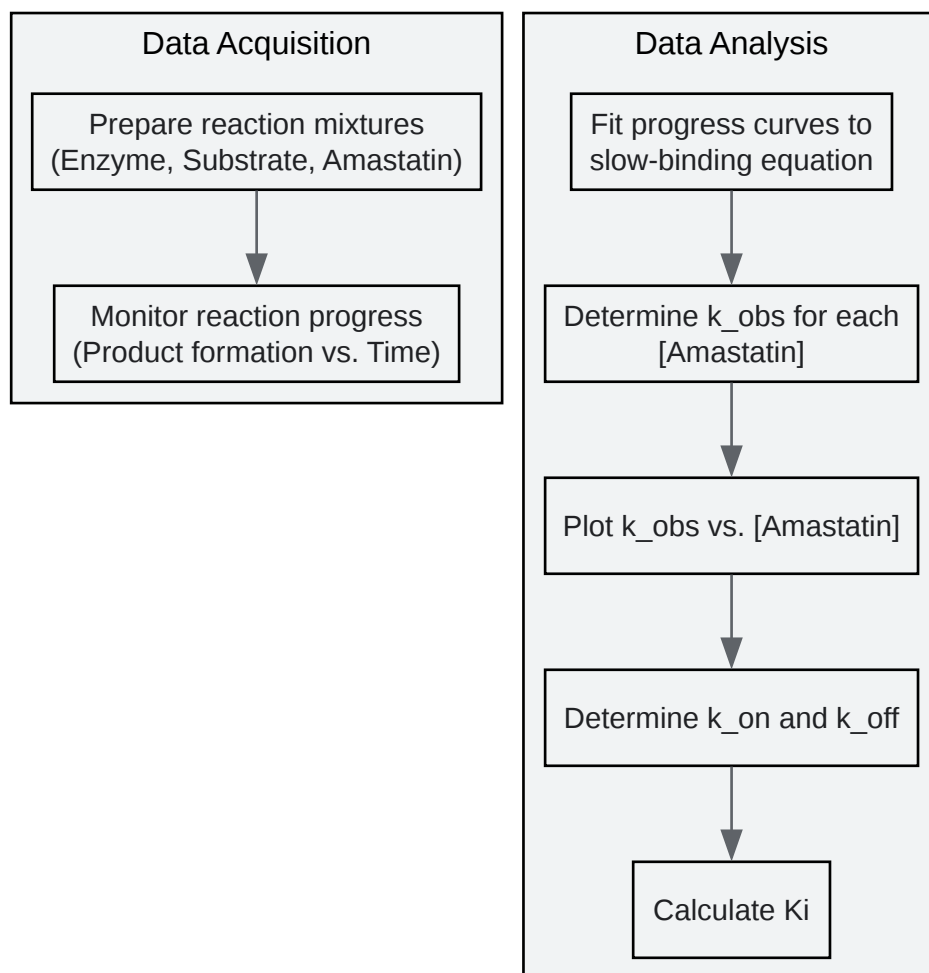 Data Acquisition
Prepare reaction mixtures
(Enzyme, Substrate, Amastatin)
Monitor reaction progress
(Product formation vs. Time)
Data Analysis
Fit progress curves to
slow-binding equation
Determine k_obs for each
[Amastatin]
Plot k_obs vs. [Amastatin]
Determine k_on and k_off
Calculate Ki